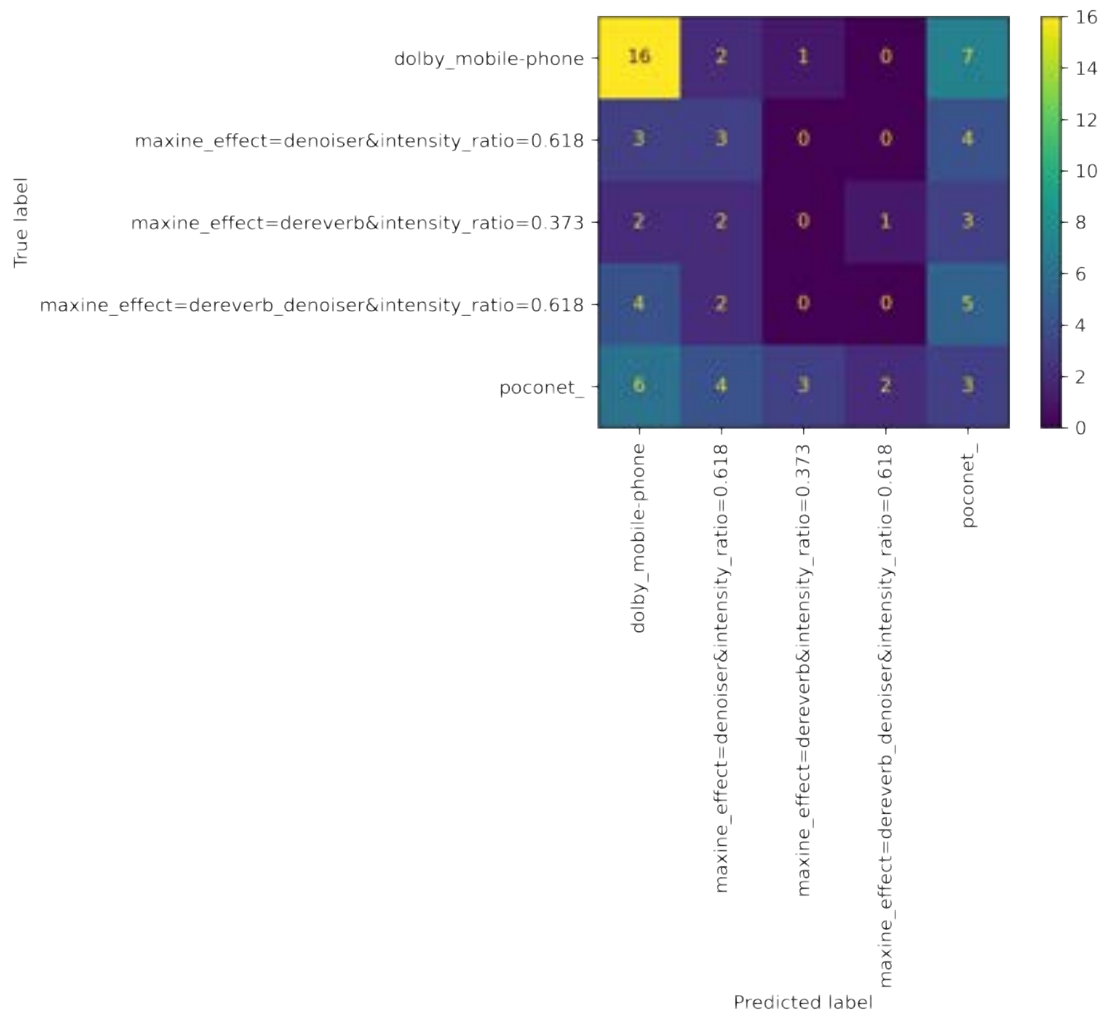 dolby_mobile-phone 16 2 1 0 7
maxine_effect=denoiser&intensity_ratio=0.618 3 3 0 0 4
maxine_effect=dereverb&intensity_ratio=0.373 2 2 0 1 3
maxine_effect=dereverb_denoiser&intensity_ratio=0.618 4 2 0 0 5
poconet_ 6 4 3 2 3
True label
dolby_mobile-phone
maxine_effect=denoiser&intensity_ratio=0.618
maxine_effect=dereverb&intensity_ratio=0.373
maxine_effect=dereverb_denoiser&intensity_ratio=0.618
poconet_
Predicted label
16
14
12
10
8
6
4
2
0